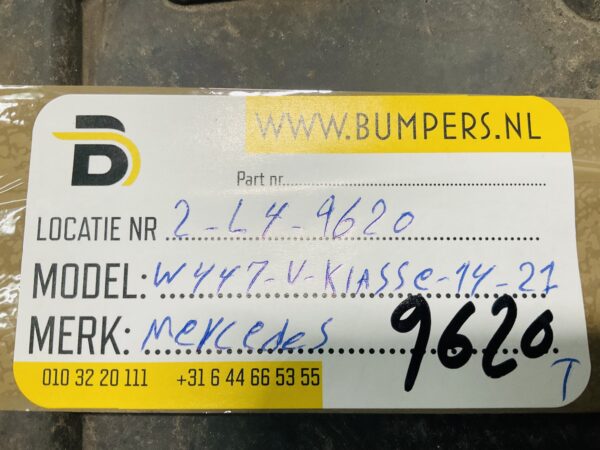 B
WWW.BUMPERS.NL
Part nr.
LOCATIE NR 2-L4-9620
MODEL: W447-V-Klasse-14-21
MERK: Mercedes
9620
T
010 32 20 111 +31 6 44 66 53 55